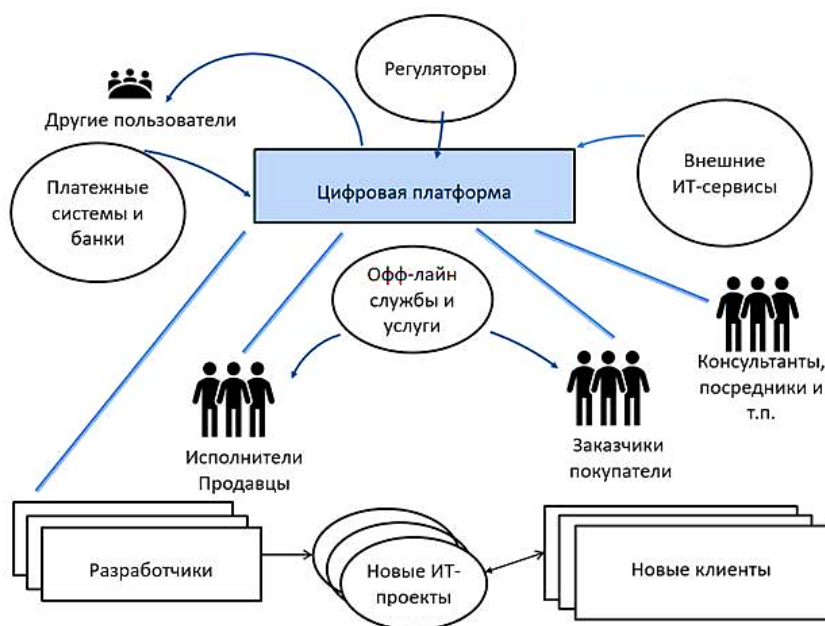 Регуляторы
Другие пользователи
Внешние
ИТ-сервисы
Платежные
системы и
банки
Цифровая платформа
Офф-лайн
службы и
услуги
Консультанты,
посредники и
т.п.
Исполнители
Продавцы
Заказчики
покупатели
Разработчики
Новые ИТ-
проекты
Новые клиенты